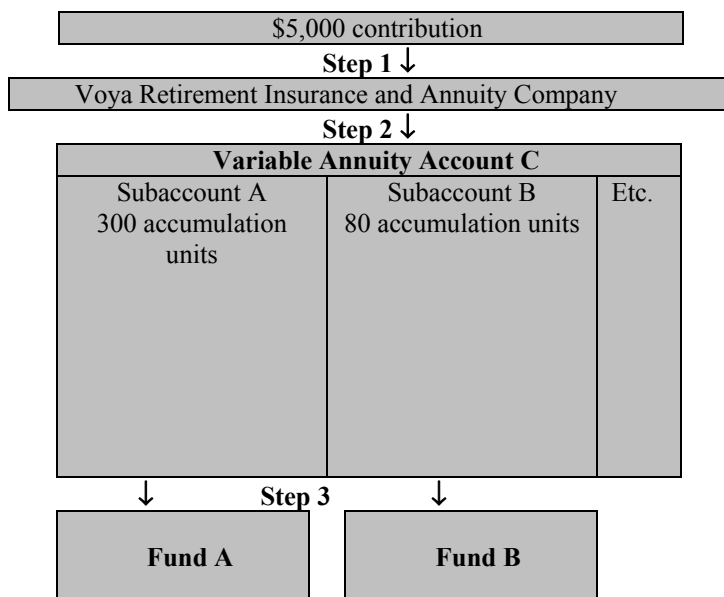 $5,000 contribution
Step 1 ↓
Voya Retirement Insurance and Annuity Company
Step 2 ↓
Variable Annuity Account C
Subaccount A
300 accumulation
units
Subaccount B
80 accumulation units
Etc.
↓ Step 3 ↓
Fund A
Fund B